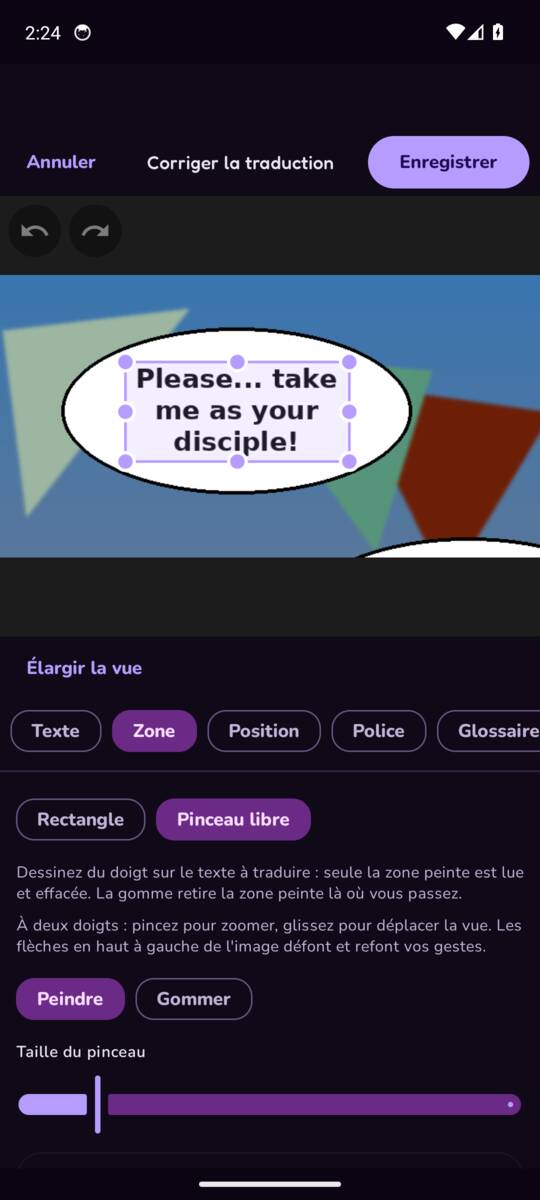 2:24
Annuler
Corriger la traduction
Enregistrer
Please... take
me as your
disciple!
Élargir la vue
Texte
Zone
Position
Police
Glossaire
Rectangle
Pinceau libre
Dessinez du doigt sur le texte à traduire : seule la zone peinte est lue
et effacée. La gomme retire la zone peinte là où vous passez.
À deux doigts : pincez pour zoomer, glissez pour déplacer la vue. Les
flèches en haut à gauche de l'image défont et refont vos gestes.
Peindre
Gommer
Taille du pinceau